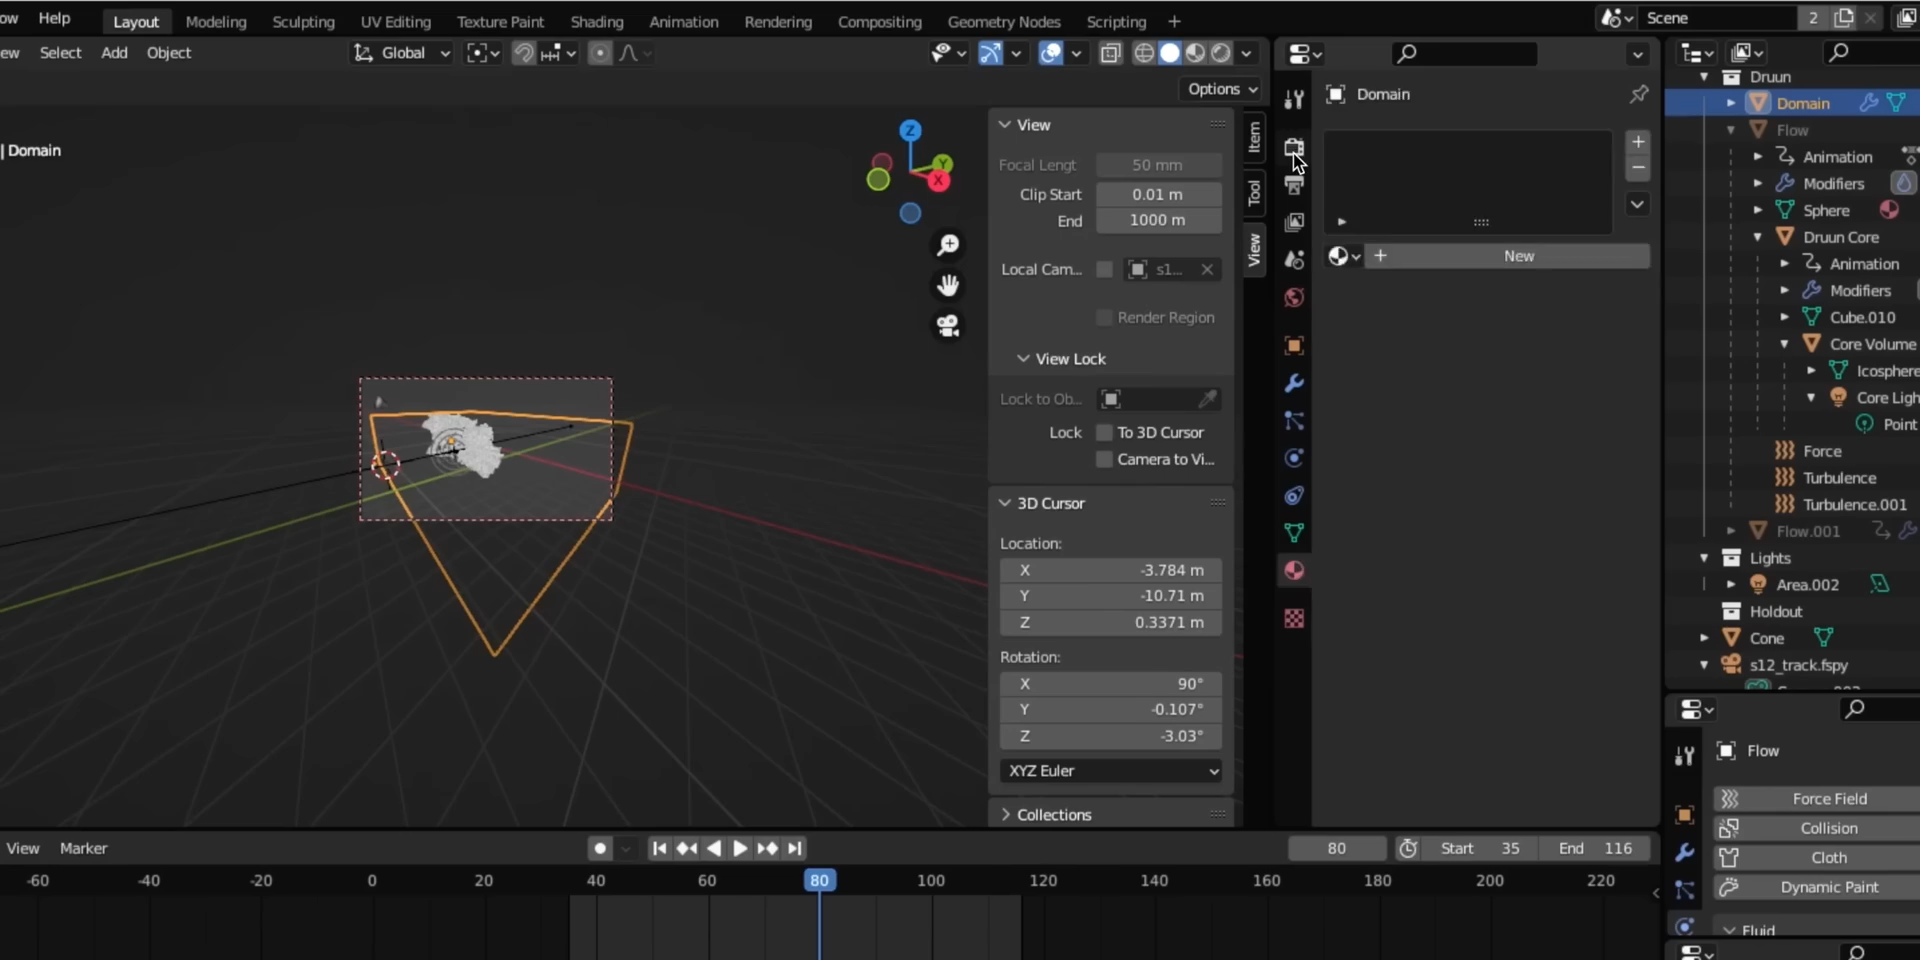 ow Help Layout Modeling Sculpting UV Editing Texture Paint Shading Animation Rendering Compositing Geometry Nodes Scripting + Scene 2
ew Select Add Object Global
Options
| Domain
Z
Y
X
View
Focal Lengt 50 mm
Clip Start 0.01 m
End 1000 m
Local Cam... s1...
Render Region
View Lock
Lock to Ob...
Lock To 3D Cursor
Camera to Vi...
3D Cursor
Location:
X -3.784 m
Y -10.71 m
Z 0.3371 m
Rotation:
X 90°
Y -0.107°
Z -3.03°
XYZ Euler
Collections
Item
Tool
View
Domain
New
Druun
Domain
Flow
Animation
Modifiers
Sphere
Druun Core
Animation
Modifiers
Cube.010
Core Volume
Icosphere
Core Ligh
Point
Force
Turbulence
Turbulence.001
Flow.001
Lights
Area.002
Holdout
Cone
s12_track.fspy
Flow
Force Field
Collision
Cloth
Dynamic Paint
Fluid
View Marker 80 Start 35 End 116
-60 -40 -20 0 20 40 60 80 100 120 140 160 180 200 220